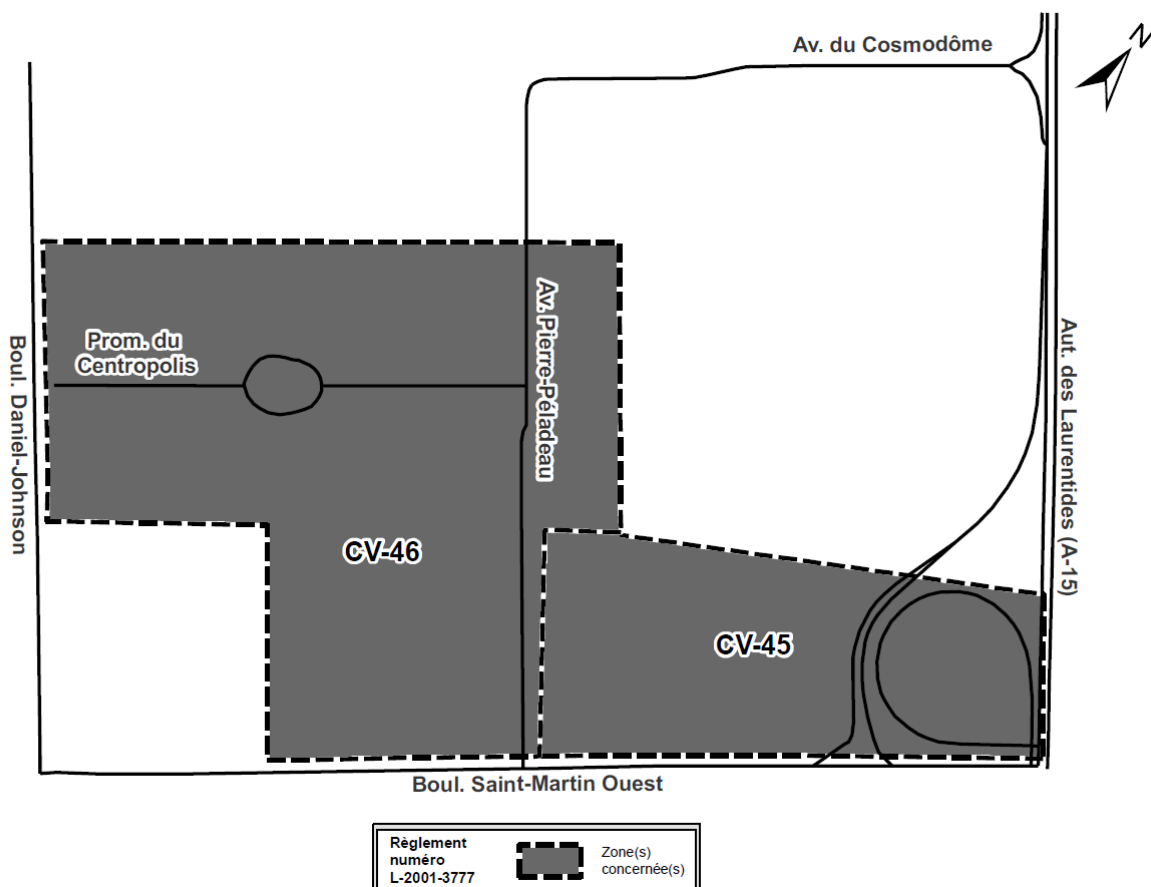 Av. du Cosmodôme
N
Prom. du
Centropolis
Av. Pierre-Péladeau
Boul. Daniel-Johnson
Aut. des Laurentides (A-15)
CV-46
CV-45
Boul. Saint-Martin Ouest
Règlement
numéro
L-2001-3777
Zone(s)
concernée(s)